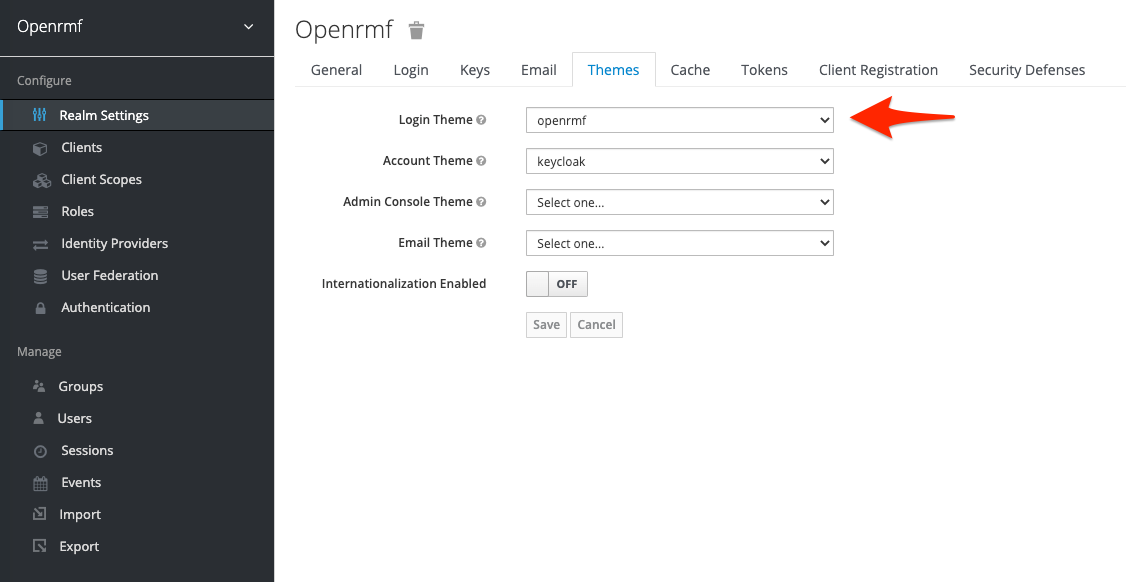 Openrmf
Configure
Realm Settings
Clients
Client Scopes
Roles
Identity Providers
User Federation
Authentication
Manage
Groups
Users
Sessions
Events
Import
Export
Openrmf
General Login Keys Email Themes Cache Tokens Client Registration Security Defenses
Login Theme ? openrmf
Account Theme ? keycloak
Admin Console Theme ? Select one...
Email Theme ? Select one...
Internationalization Enabled OFF
Save Cancel